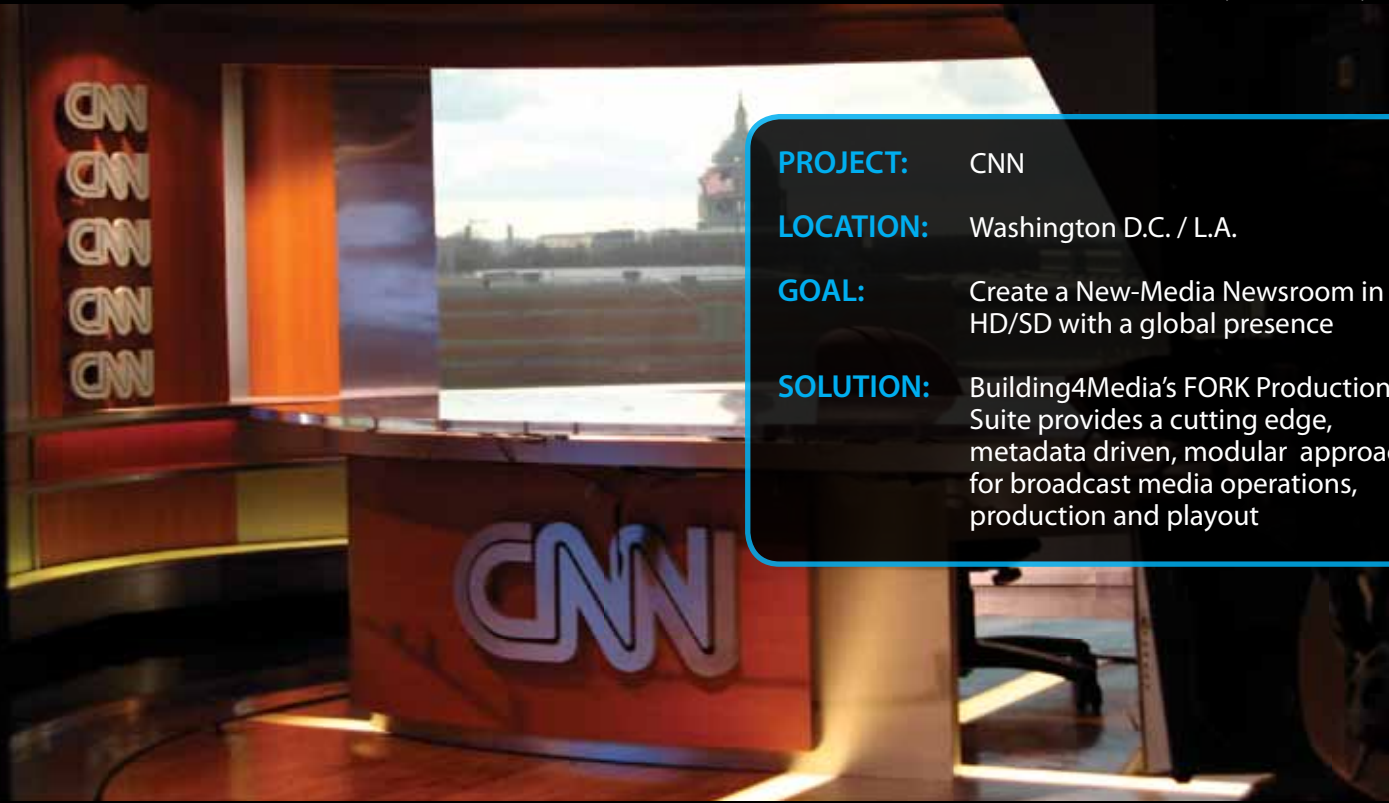 CNN
CNN
CNN
CNN
CNN
CNN
PROJECT: CNN
LOCATION: Washington D.C. / L.A.
GOAL: Create a New-Media Newsroom in
HD/SD with a global presence
SOLUTION: Building4Media’s FORK Production
Suite provides a cutting edge,
metadata driven, modular approac
for broadcast media operations,
production and playout